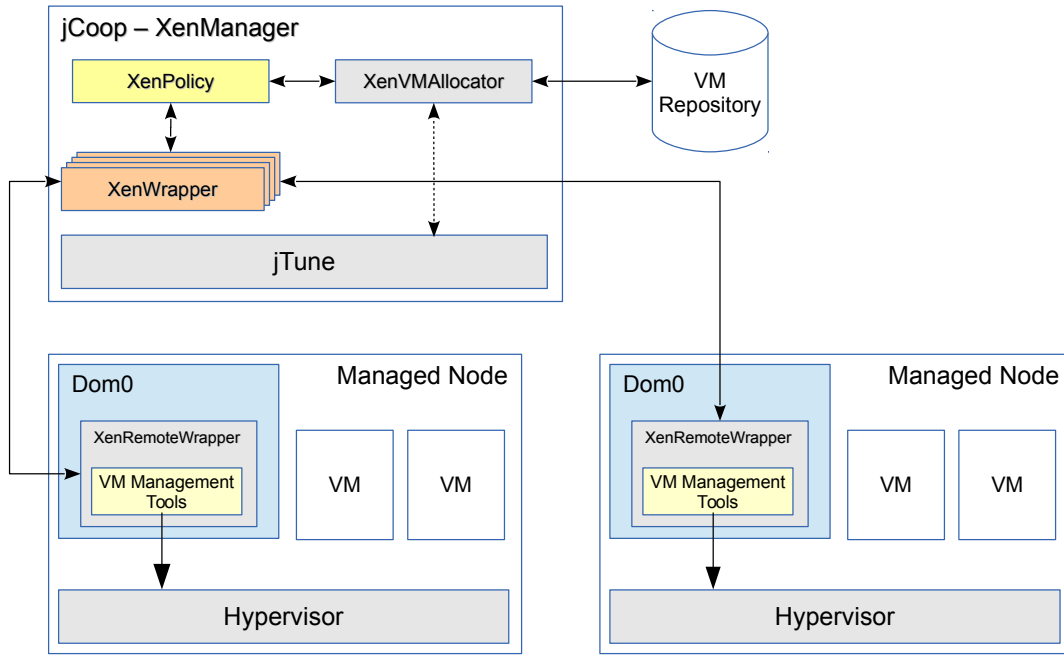 jCoop – XenManager
XenPolicy
XenVMAllocator
VM
Repository
XenWrapper
jTune
Managed Node
Dom0
XenRemoteWrapper
VM Management
Tools
VM
VM
Hypervisor
Managed Node
Dom0
XenRemoteWrapper
VM Management
Tools
VM
VM
Hypervisor